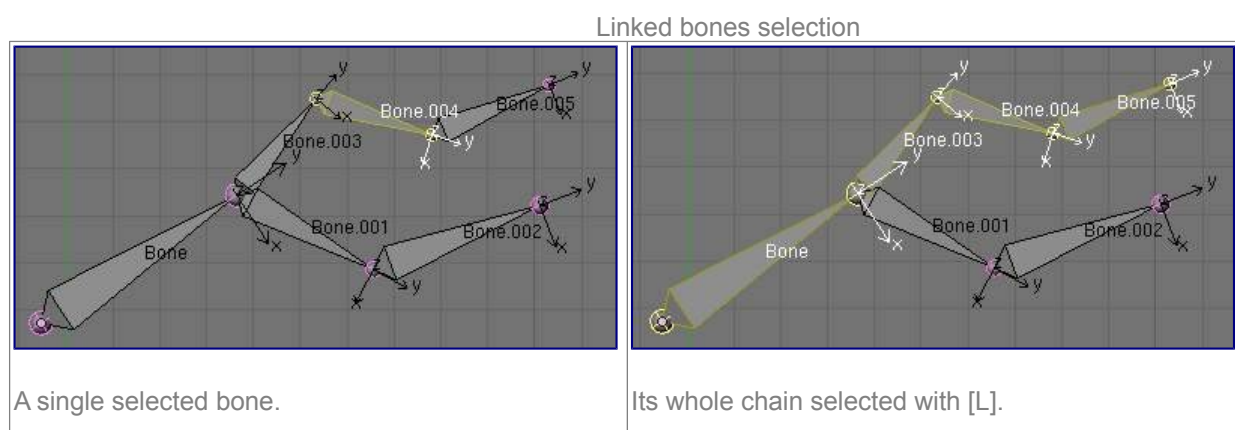 Linked bones selection
y
z
y
Bone.004
Bone.005
x
x
Bone.003
z
y
x
y
z
y
Bone.001
Bone.002
x
x
Bone
z
y
x
y
z
y
Bone.004
Bone.005
x
x
Bone.003
z
y
x
y
z
y
Bone.001
Bone.002
x
x
Bone
z
y
x
A single selected bone.
Its whole chain selected with [L].